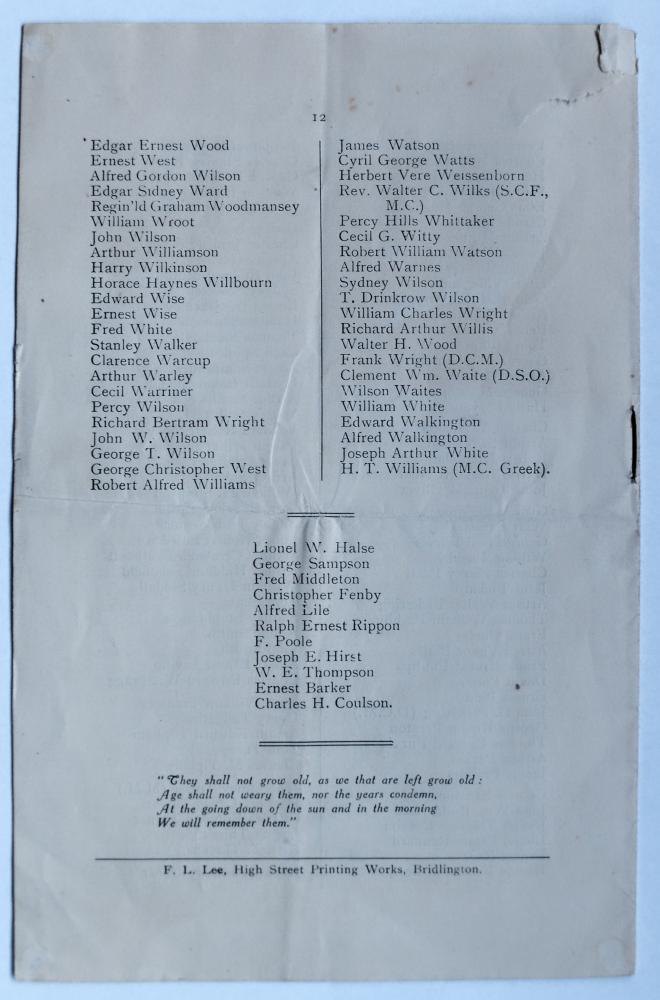 12
Edgar Ernest Wood
Ernest West
Alfred Gordon Wilson
Edgar Sidney Ward
Regin'ld Graham Woodmansey
William Wroot
John Wilson
Arthur Williamson
Harry Wilkinson
Horace Haynes Willbourn
Edward Wise
Ernest Wise
Fred White
Stanley Walker
Clarence Warcup
Arthur Warley
Cecil Warriner
Percy Wilson
Richard Bertram Wright
John W. Wilson
George T. Wilson
George Christopher West
Robert Alfred Williams
James Watson
Cyril George Watts
Herbert Vere Weissenborn
Rev. Walter C. Wilks (S.C.F.,
M.C.)
Percy Hills Whittaker
Cecil G. Witty
Robert William Watson
Alfred Warnes
Sydney Wilson
T. Drinkrow Wilson
William Charles Wright
Richard Arthur Willis
Walter H. Wood
Frank Wright (D.C.M.)
Clement Wm. Waite (D.S.O.)
Wilson Waites
William White
Edward Walkington
Alfred Walkington
Joseph Arthur White
H. T. Williams (M.C. Greek).
Lionel W. Halse
George Sampson
Fred Middleton
Christopher Fenby
Alfred Lile
Ralph Ernest Rippon
F. Poole
Joseph E. Hirst
W. E. Thompson
Ernest Barker
Charles H. Coulson.
"They shall not grow old, as we that are left grow old :
Age shall not weary them, nor the years condemn,
At the going down of the sun and in the morning
We will remember them."
F. L. Lee, High Street Printing Works, Bridlington.